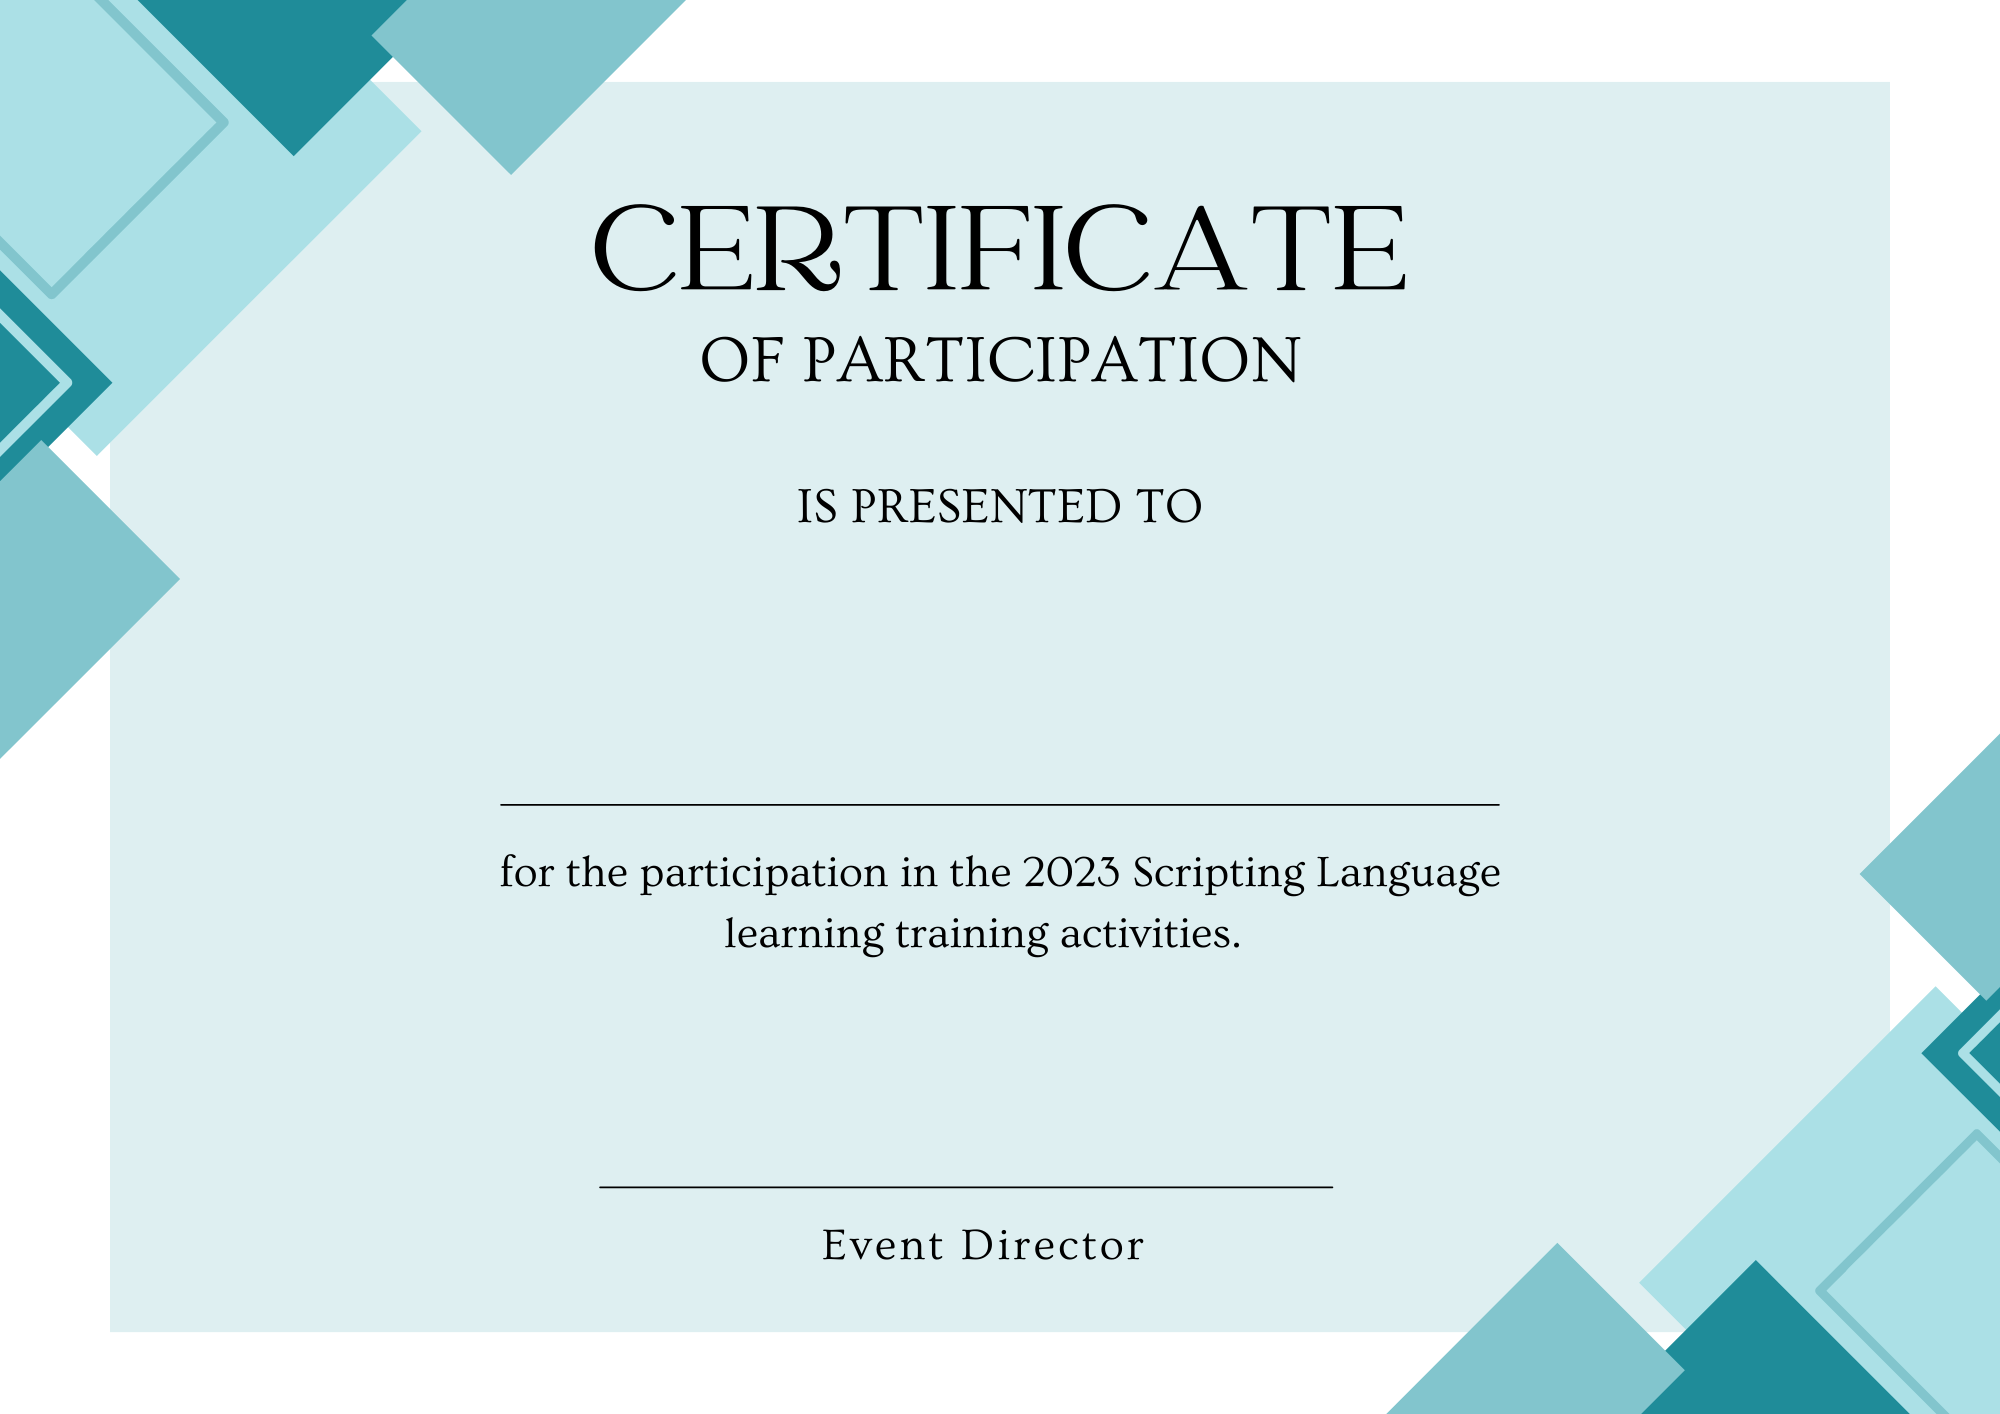 CERTIFICATE
OF PARTICIPATION
IS PRESENTED TO
for the participation in the 2023 Scripting Language
learning training activities.
Event Director